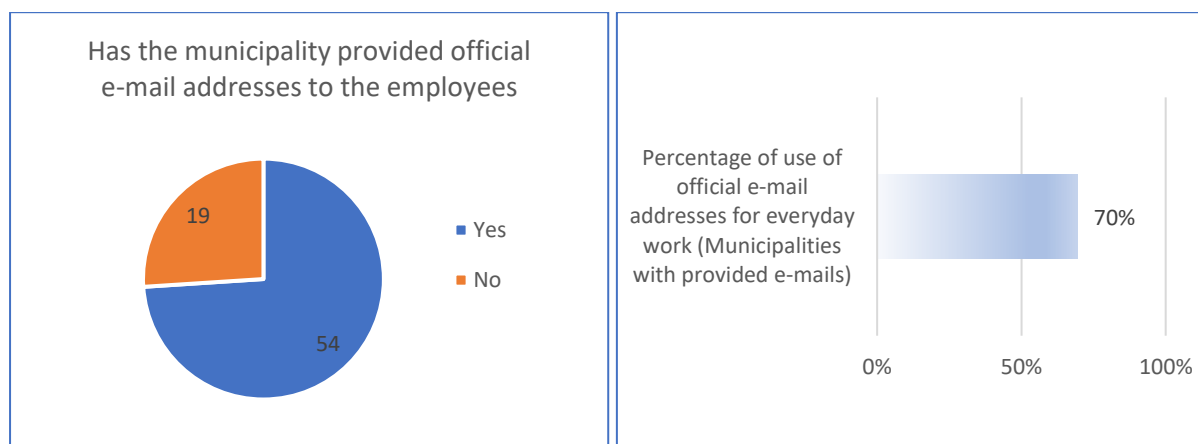 Has the municipality provided official
e-mail addresses to the employees
19
54
Yes
No
Percentage of use of
official e-mail
addresses for everyday
work (Municipalities
with provided e-mails)
70%
0%
50%
100%